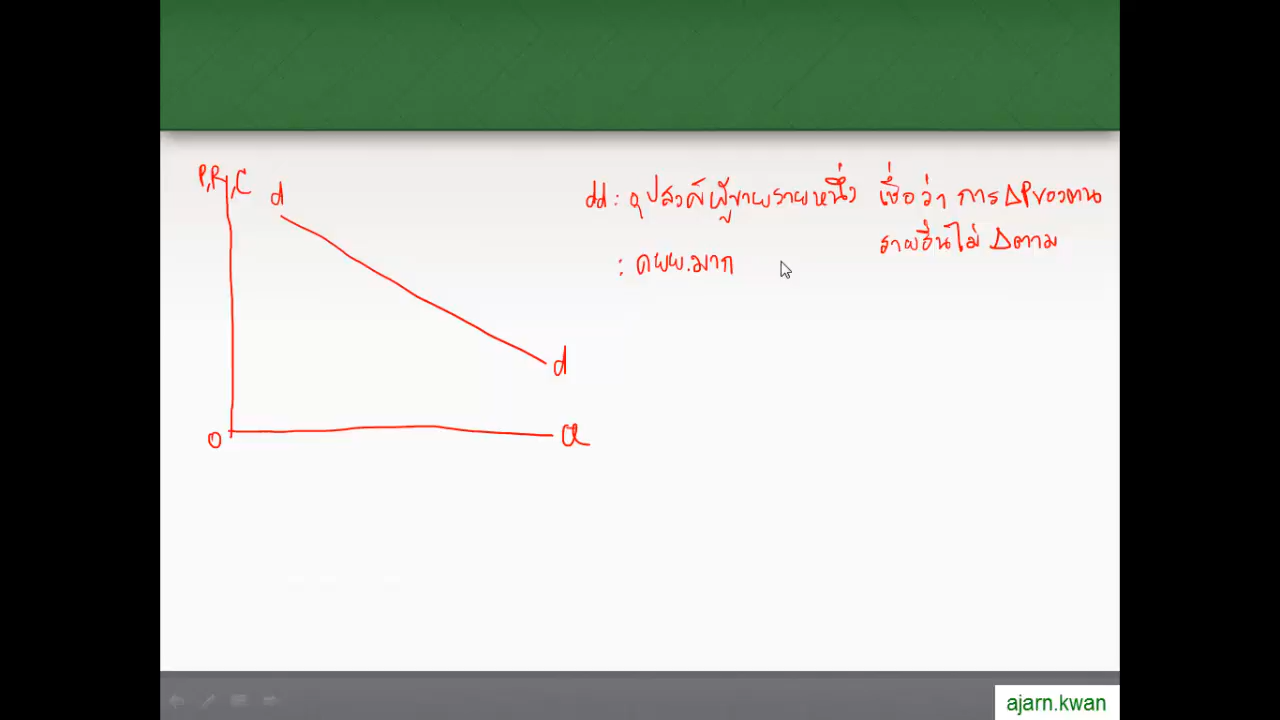 P,R,C
d
d
O
Q
dd : อุปสงค์ผู้ขายรายหนึ่ง เชื่อว่า การ ΔP ของตน
รายอื่นไม่ Δตาม
: คยย.มาก
ajarn.kwan